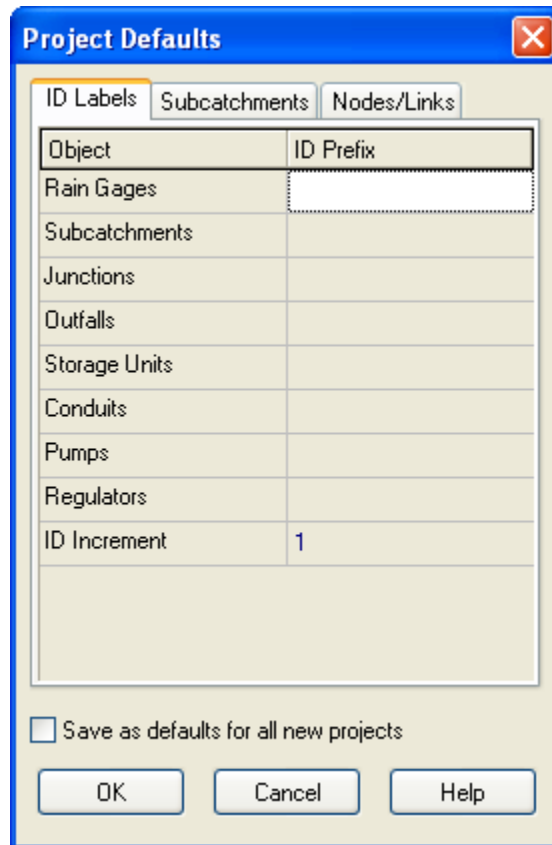 Project Defaults
ID Labels Subcatchments Nodes/Links
Object ID Prefix
Rain Gages
Subcatchments
Junctions
Outfalls
Storage Units
Conduits
Pumps
Regulators
ID Increment 1
Save as defaults for all new projects
OK Cancel Help